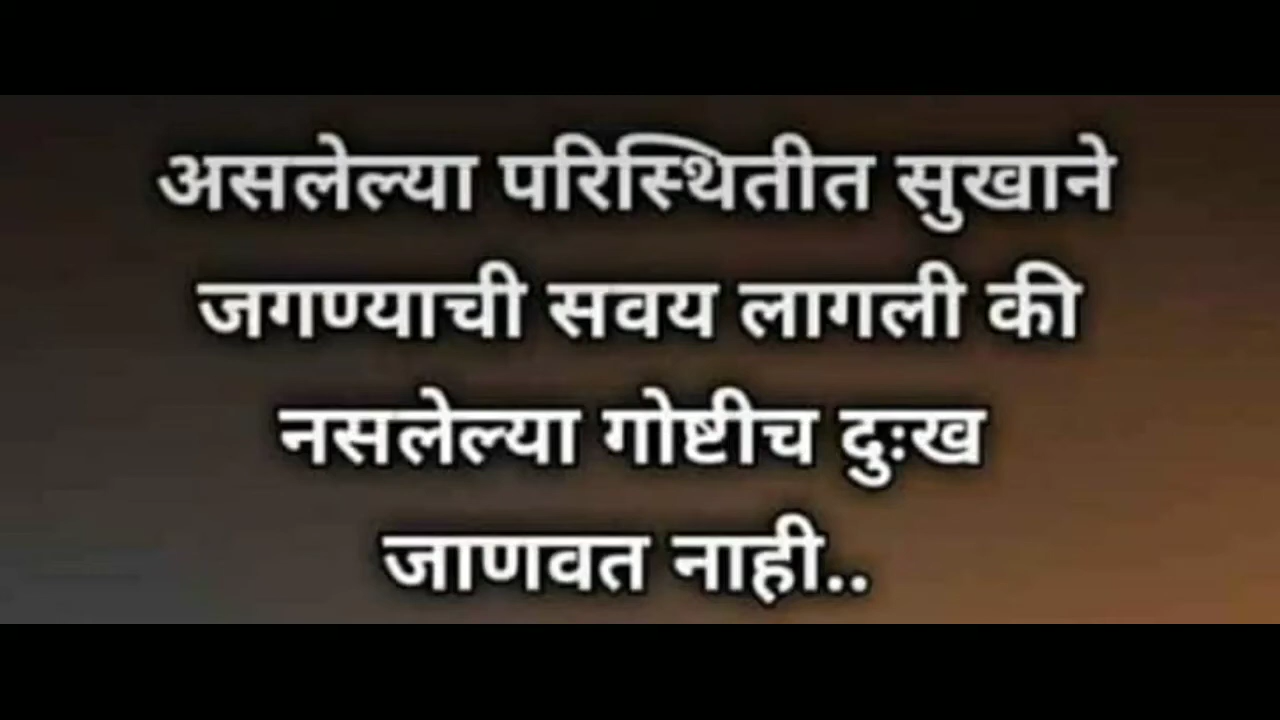 असलेल्या परिस्थितीत सुखाने
जगण्याची सवय लागली की
नसलेल्या गोष्टीच दुःख
जाणवत नाही..